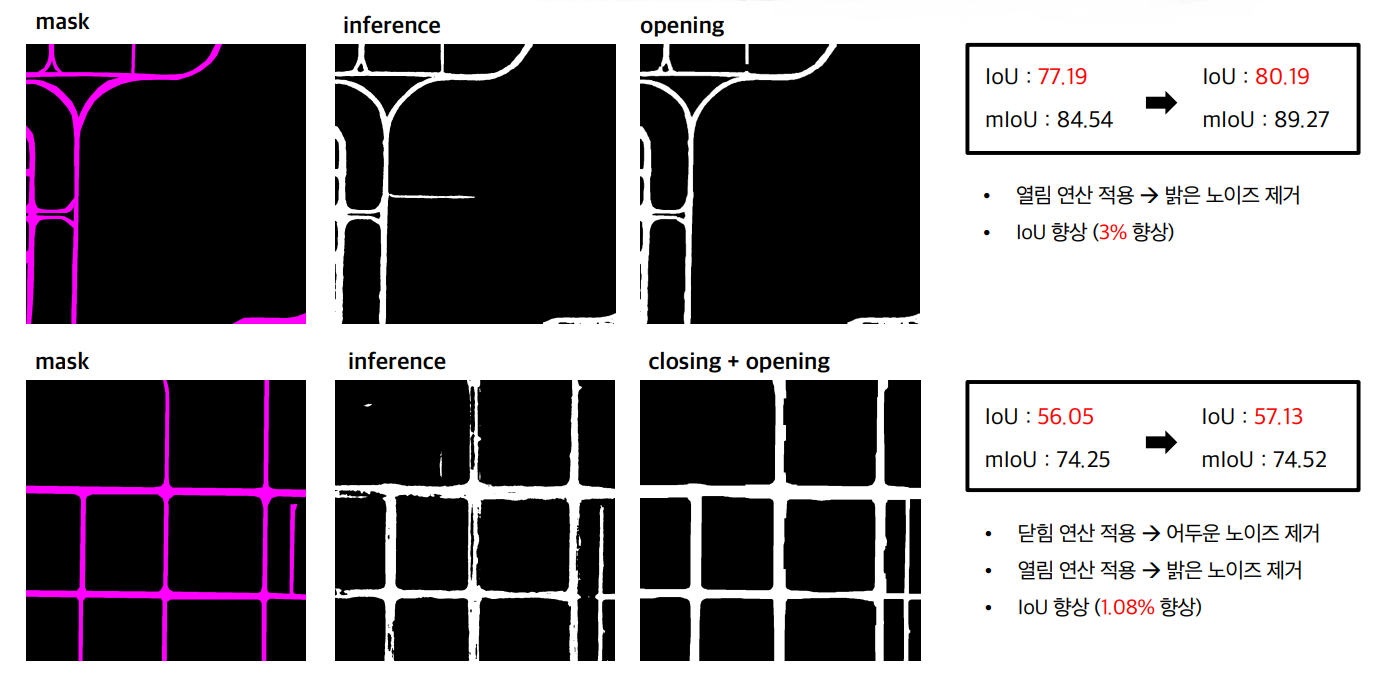 mask
inference
opening
IoU : 77.19
IoU : 80.19
mIoU : 84.54
mIoU : 89.27
• 열림 연산 적용 → 밝은 노이즈 제거
• IoU 향상 (3% 향상)
mask
inference
closing + opening
IoU : 56.05
IoU : 57.13
mIoU : 74.25
mIoU : 74.52
• 닫힘 연산 적용 → 어두운 노이즈 제거
• 열림 연산 적용 → 밝은 노이즈 제거
• IoU 향상 (1.08% 향상)